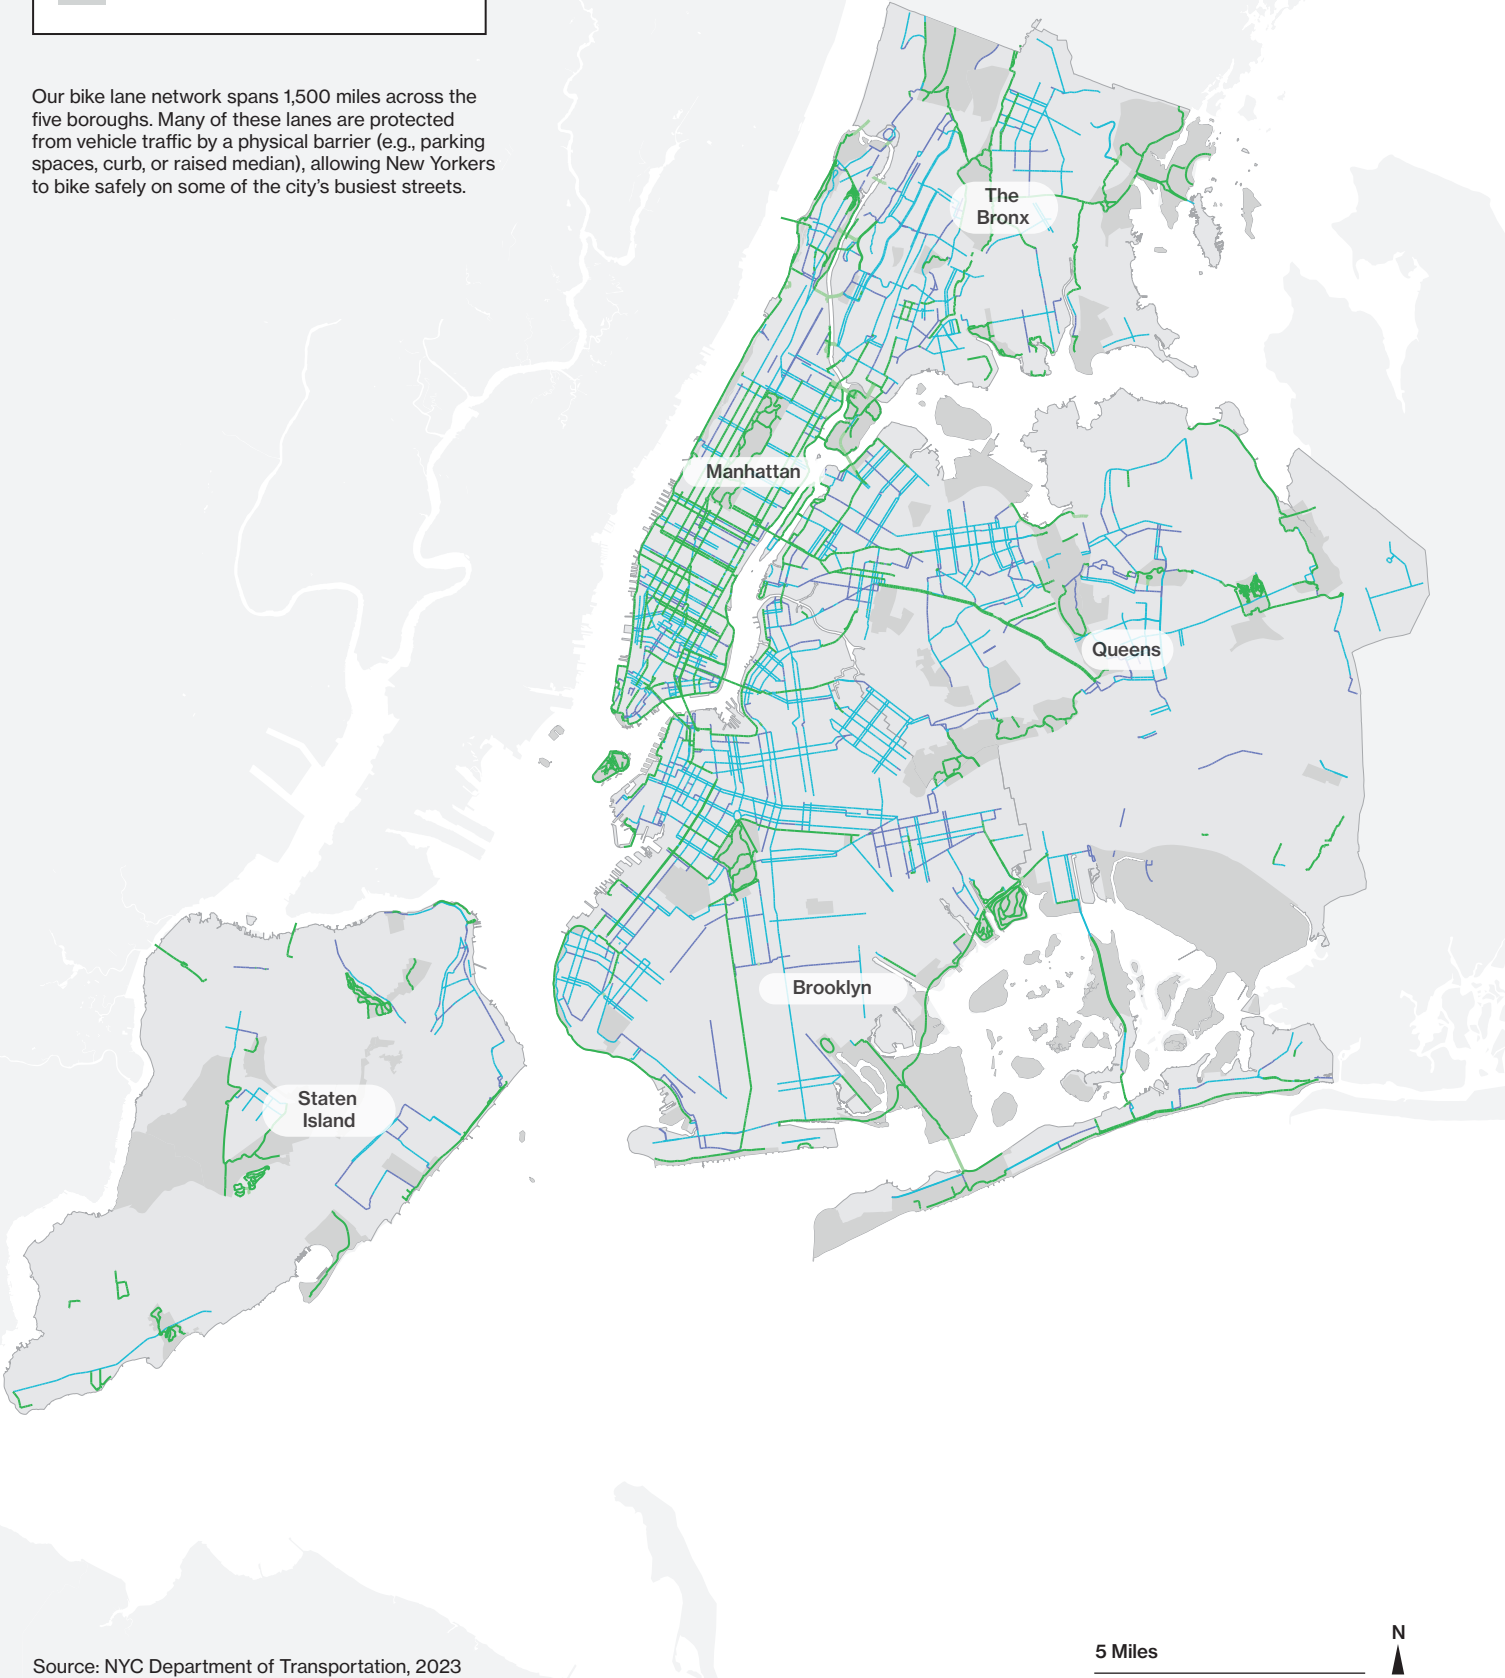 Our bike lane network spans 1,500 miles across the
five boroughs. Many of these lanes are protected
from vehicle traffic by a physical barrier (e.g., parking
spaces, curb, or raised median), allowing New Yorkers
to bike safely on some of the city’s busiest streets.
The
Bronx
Manhattan
Queens
Brooklyn
Staten
Island
Source: NYC Department of Transportation, 2023
5 Miles
N